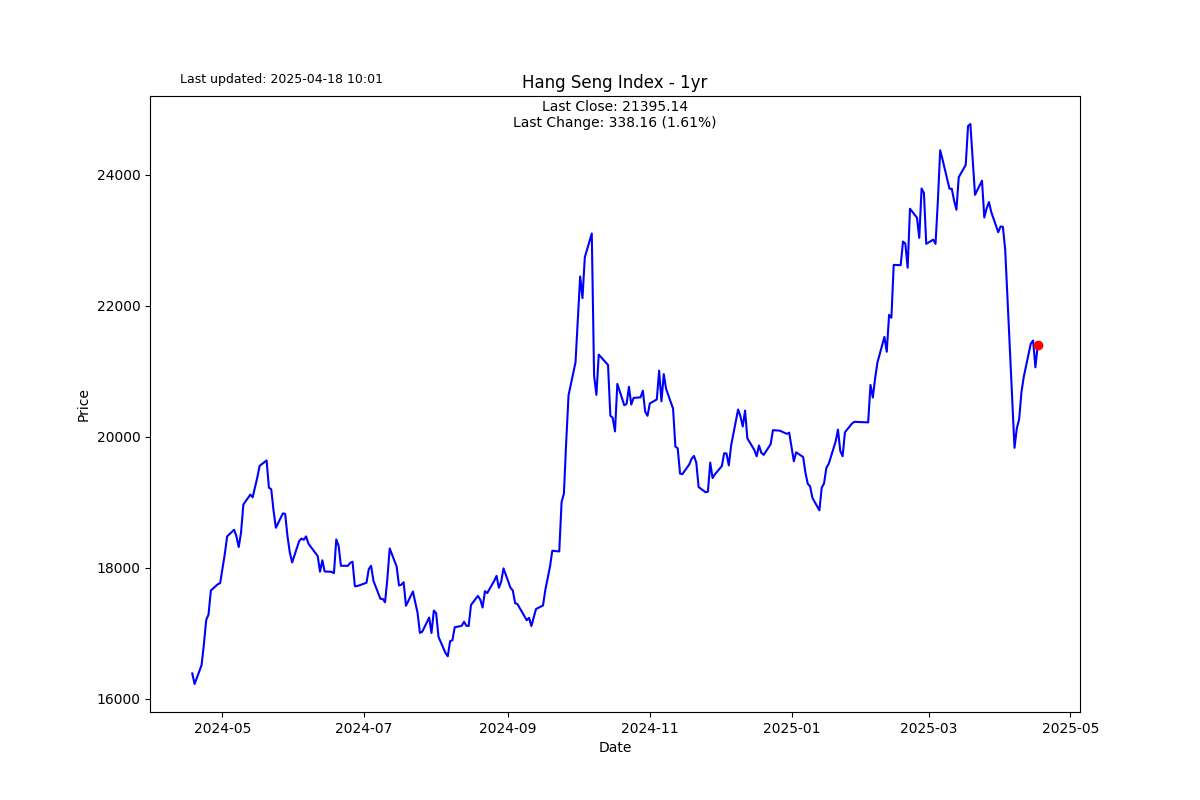 Last updated: 2025-04-18 10:01
Hang Seng Index - 1yr
Last Close: 21395.14
Last Change: 338.16 (1.61%)
Price
24000
22000
20000
18000
16000
2024-05 2024-07 2024-09 2024-11 2025-01 2025-03 2025-05
Date